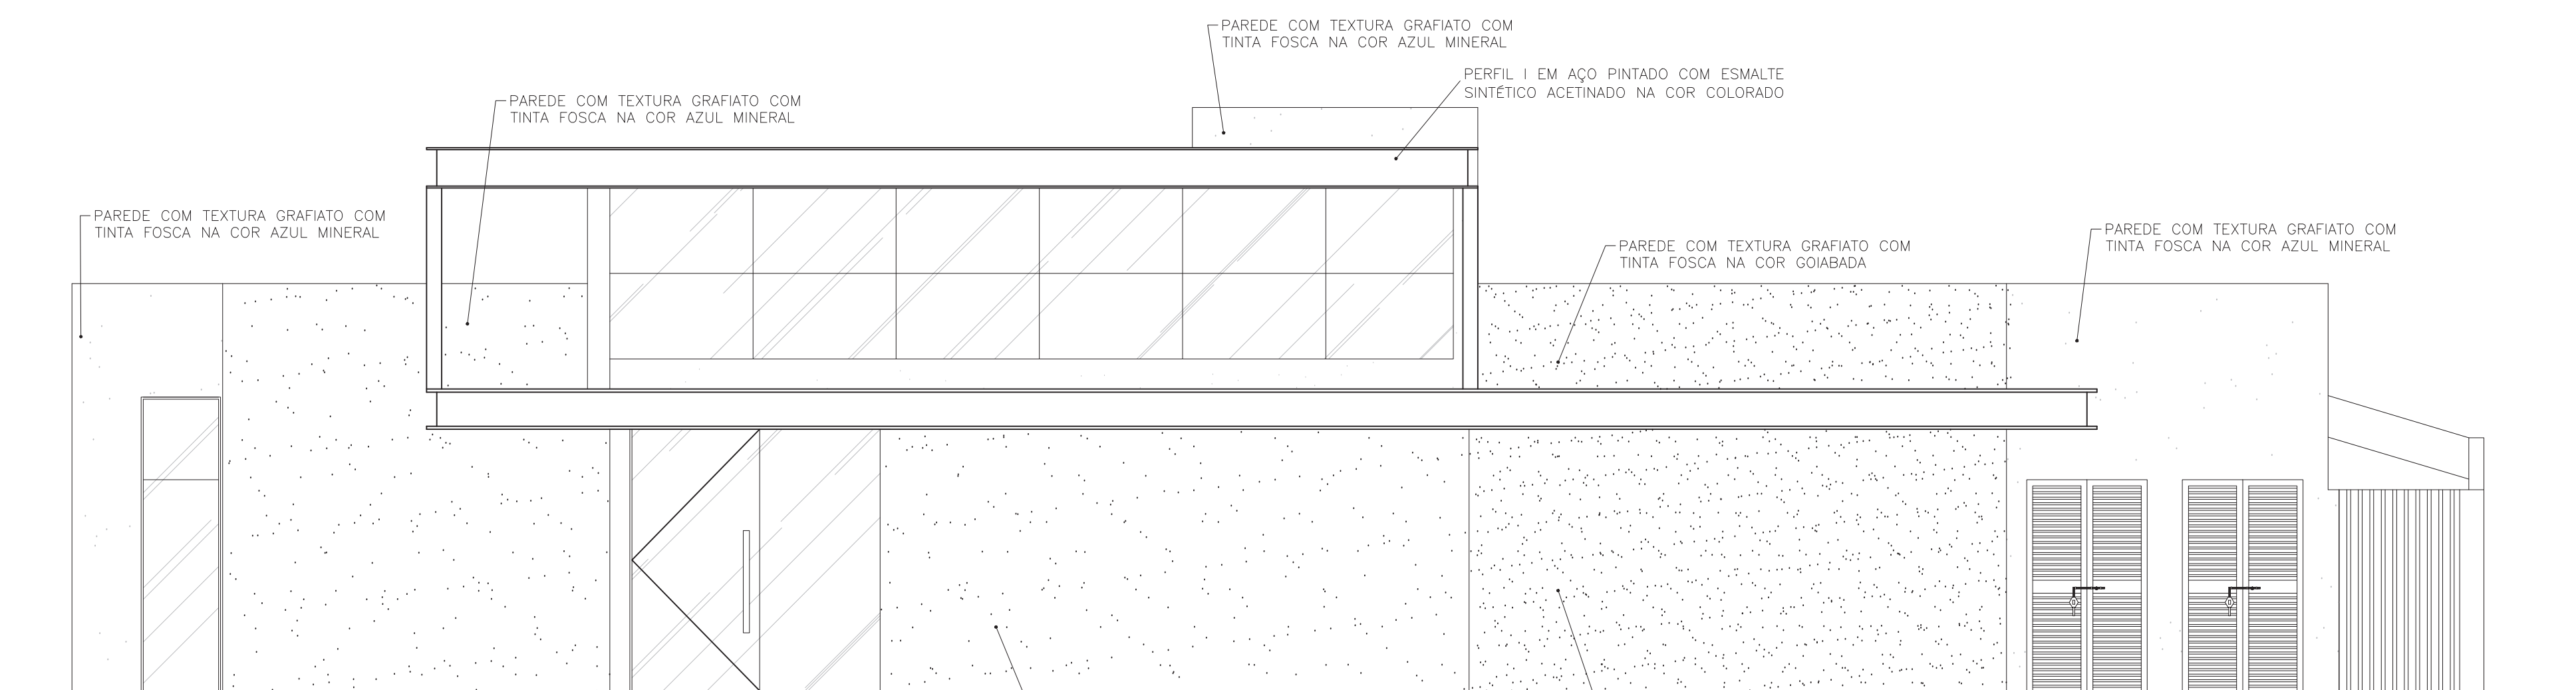 PAREDE COM TEXTURA GRAFIATO COM
TINTA FOSCA NA COR AZUL MINERAL
PERFIL I EM AÇO PINTADO COM ESMALTE
SINTÉTICO ACETINADO NA COR COLORADO
PAREDE COM TEXTURA GRAFIATO COM
TINTA FOSCA NA COR AZUL MINERAL
PAREDE COM TEXTURA GRAFIATO COM
TINTA FOSCA NA COR AZUL MINERAL
PAREDE COM TEXTURA GRAFIATO COM
TINTA FOSCA NA COR GOIABADA
PAREDE COM TEXTURA GRAFIATO COM
TINTA FOSCA NA COR AZUL MINERAL